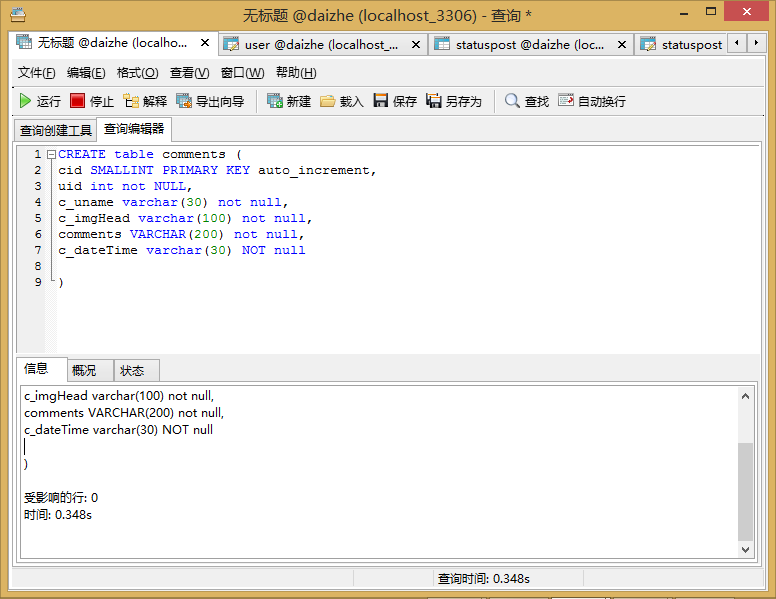 无标题 @daizhe (localhost_3306) - 查询 *
无标题 @daizhe (localho... user @daizhe (localhost_... statuspost @daizhe (loc... statuspost
文件(F) 编辑(E) 格式(O) 查看(V) 窗口(W) 帮助(H)
运行 停止 解释 导出向导 新建 载入 保存 另存为 查找 自动换行
查询创建工具 查询编辑器
1 CREATE table comments (
2 cid SMALLINT PRIMARY KEY auto_increment,
3 uid int not NULL,
4 c_uname varchar(30) not null,
5 c_imgHead varchar(100) not null,
6 comments VARCHAR(200) not null,
7 c_dateTime varchar(30) NOT null
8
9 )
信息 概况 状态
c_imgHead varchar(100) not null,
comments VARCHAR(200) not null,
c_dateTime varchar(30) NOT null
)
受影响的行: 0
时间: 0.348s
查询时间: 0.348s